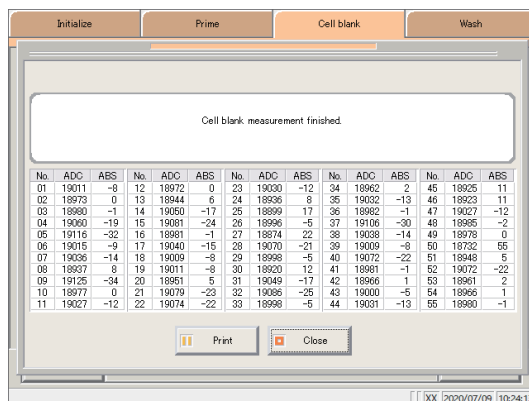 Initialize Prime Cell blank Wash
Cell blank measurement finished.
No. ADC ABS No. ADC ABS No. ADC ABS No. ADC ABS No. ADC ABS
01 19011 -8 12 18972 0 23 19030 -12 34 18962 2 45 18925 11
02 18973 0 13 18944 6 24 18936 8 35 19032 -13 46 18923 11
03 18980 -1 14 19050 -17 25 18899 17 36 18982 -1 47 19027 -12
04 19060 -19 15 19081 -24 26 18996 -5 37 19106 -30 48 18985 -2
05 19116 -32 16 18981 -1 27 18874 22 38 19038 -14 49 18978 0
06 19015 -9 17 19040 -15 28 19070 -21 39 19009 -8 50 18732 55
07 19036 -14 18 19009 -8 29 18998 -5 40 19072 -22 51 18948 5
08 18937 8 19 19011 -8 30 18920 12 41 18981 -1 52 19072 -22
09 19125 -34 20 18951 5 31 19049 -17 42 18966 1 53 18961 2
10 18977 0 21 19079 -23 32 19086 -25 43 19000 -5 54 18966 1
11 19027 -12 22 19074 -22 33 18998 -5 44 19031 -13 55 18980 -1
Print Close
XX 2020/07/09 10:24:1